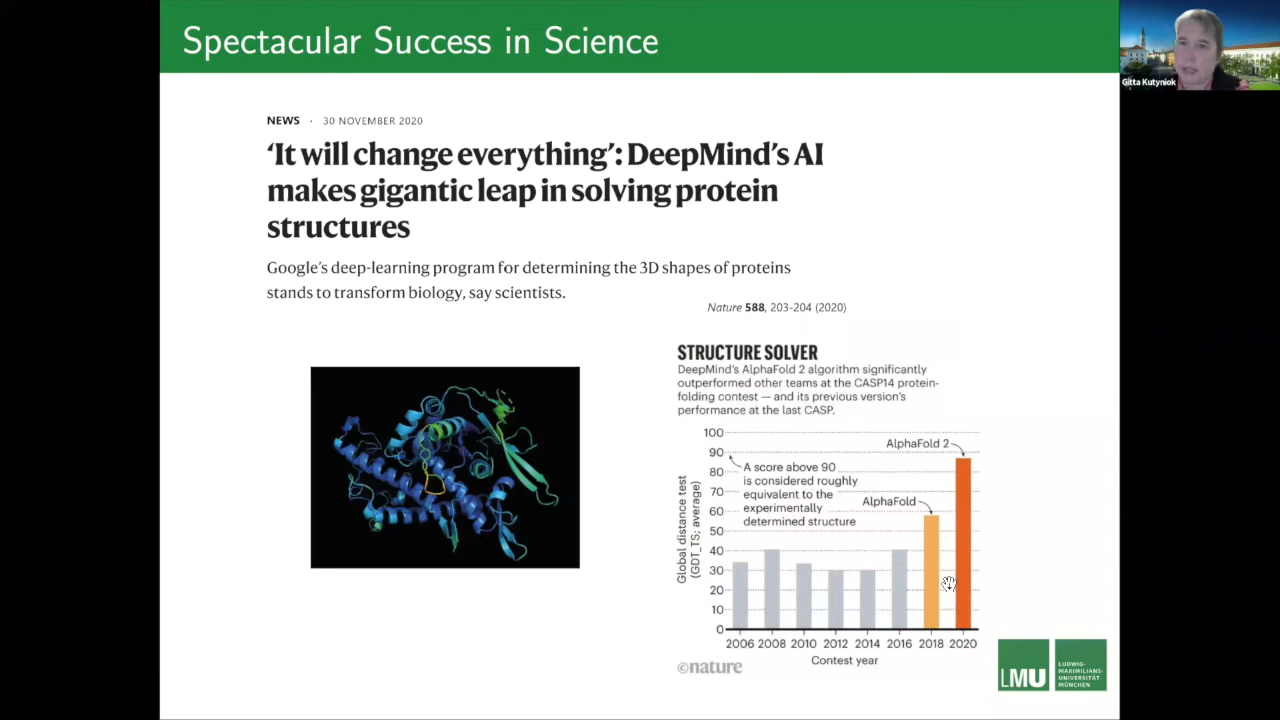 Spectacular Success in Science
Gitta Kutyniok
NEWS · 30 NOVEMBER 2020
‘It will change everything’: DeepMind’s AI
makes gigantic leap in solving protein
structures
Google’s deep-learning program for determining the 3D shapes of proteins
stands to transform biology, say scientists.
Nature 588, 203-204 (2020)
STRUCTURE SOLVER
DeepMind’s AlphaFold 2 algorithm significantly
outperformed other teams at the CASP14 protein-
folding contest — and its previous version’s
performance at the last CASP.
Global distance test
(GDT_TS; average)
100
90
80
70
60
50
40
30
20
10
0
AlphaFold 2
A score above 90
is considered roughly
equivalent to the
experimentally
determined structure
AlphaFold
2006 2008 2010 2012 2014 2016 2018 2020
Contest year
©nature
LMU
LUDWIG-
MAXIMILIANS-
UNIVERSITÄT
MÜNCHEN